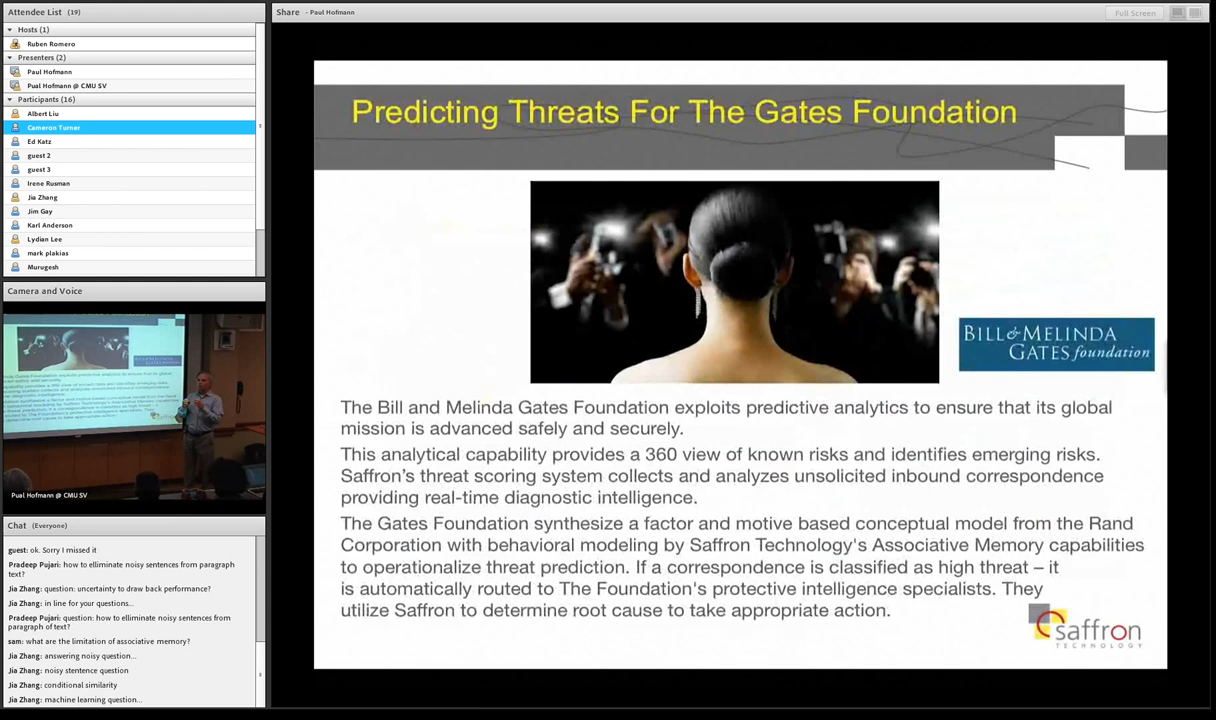 Attendee List (19)
Hosts (1)
Ruben Romero
Presenters (2)
Paul Hofmann
Pual Hofmann @ CMU SV
Participants (16)
Albert Liu
Cameron Turner
Ed Katz
guest 2
guest 3
Irene Rusman
Jia Zhang
Jim Gay
Karl Anderson
Lydian Lee
mark plakias
Murugesh
Camera and Voice
Pual Hofmann @ CMU SV
Chat (Everyone)
guest: ok. Sorry I missed it
Pradeep Pujari: how to elliminate noisy sentences from paragraph
text?
Jia Zhang: question: uncertainty to draw back performance?
Jia Zhang: in line for your questions...
Pradeep Pujari: question: how to elliminate noisy sentences from
paragraph of text?
sam: what are the limitation of associative memory?
Jia Zhang: answering noisy question...
Jia Zhang: noisy stentence question
Jia Zhang: conditional similarity
Jia Zhang: machine learning question...
Share - Paul Hofmann
Full Screen
Predicting Threats For The Gates Foundation
BILL & MELINDA
GATES foundation
The Bill and Melinda Gates Foundation exploits predictive analytics to ensure that its global
mission is advanced safely and securely.
This analytical capability provides a 360 view of known risks and identifies emerging risks.
Saffron's threat scoring system collects and analyzes unsolicited inbound correspondence
providing real-time diagnostic intelligence.
The Gates Foundation synthesize a factor and motive based conceptual model from the Rand
Corporation with behavioral modeling by Saffron Technology's Associative Memory capabilities
to operationalize threat prediction. If a correspondence is classified as high threat – it
is automatically routed to The Foundation's protective intelligence specialists. They
utilize Saffron to determine root cause to take appropriate action.
saffron
TECHNOLOGY